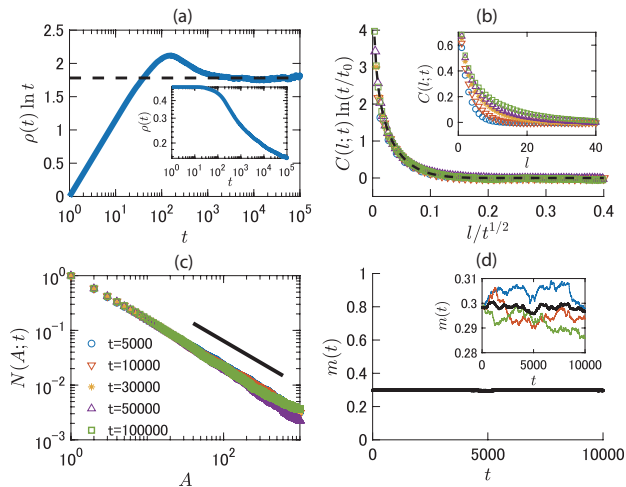 (a)
2.5
2
1.5
1
0.5
0
10^0 10^1 10^2 10^3 10^4 10^5
ρ(t) ln t
t
0.4
0.2
ρ(t)
10^0 10^1 10^2 10^3 10^4 10^5
t
(b)
4
3
2
1
0
0 0.1 0.2 0.3 0.4
C(l; t) ln(t/t_0)
l/t^{1/2}
0.6
0.4
0.2
0
C(l; t)
0 20 40
l
(c)
10^0
10^-1
10^-2
10^-3
10^0 10^2
N(A; t)
A
t=5000
t=10000
t=30000
t=50000
t=100000
(d)
1
0.8
0.6
0.4
0.2
0
0 5000 10000
m(t)
t
0.31
0.3
0.29
0.28
m(t)
0 5000 10000
t